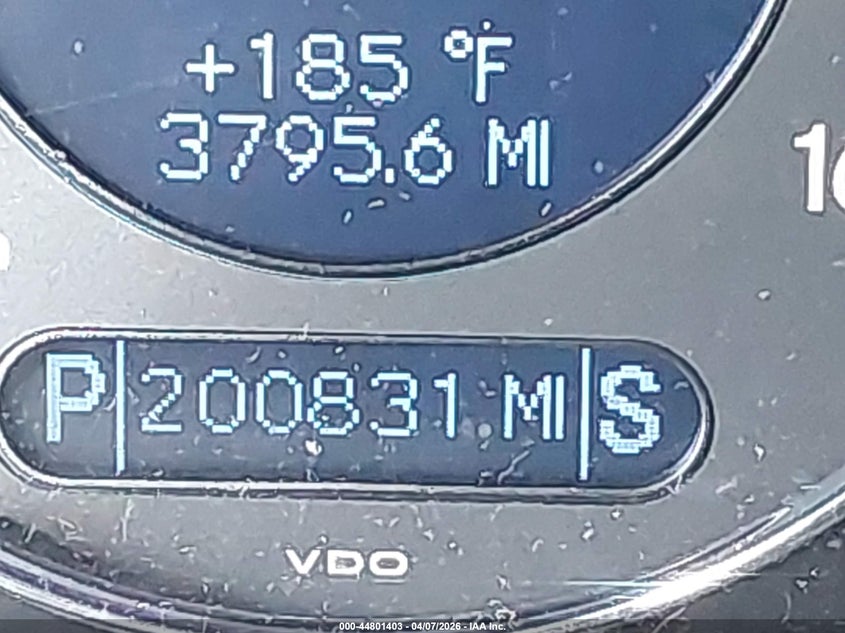 +185 °F
3795.6 MI
P 200831 MI S
VDO
000-44801403 - 04/07/2026 - IAA Inc.